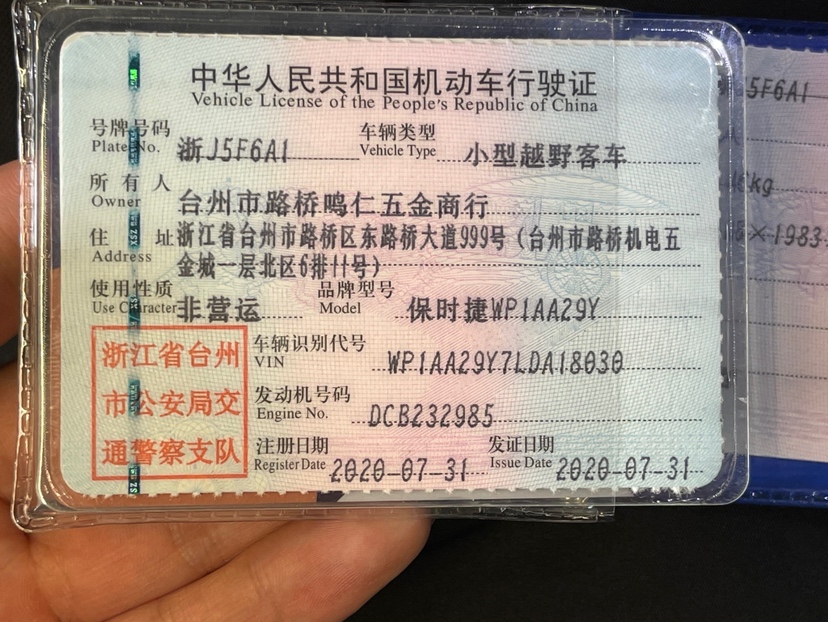 中华人民共和国机动车行驶证
Vehicle License of the People's Republic of China
号牌号码 浙J5F6A1 车辆类型 小型越野客车
Plate No. Vehicle Type
所有人 台州市路桥鸣仁五金商行
Owner
住址 浙江省台州市路桥区东路桥大道999号（台州市路桥机电五
Address 金城一层北区6排11号）
使用性质 非营运 品牌型号 保时捷WP1AA29Y
Use Character Model
浙江省台州
市公安局交
通警察支队
车辆识别代号 WP1AA29Y7LDA18030
VIN
发动机号码 DCB232985
Engine No.
注册日期 2020-07-31 发证日期 2020-07-31
Register Date Issue Date
5F6A1
kg
×1983